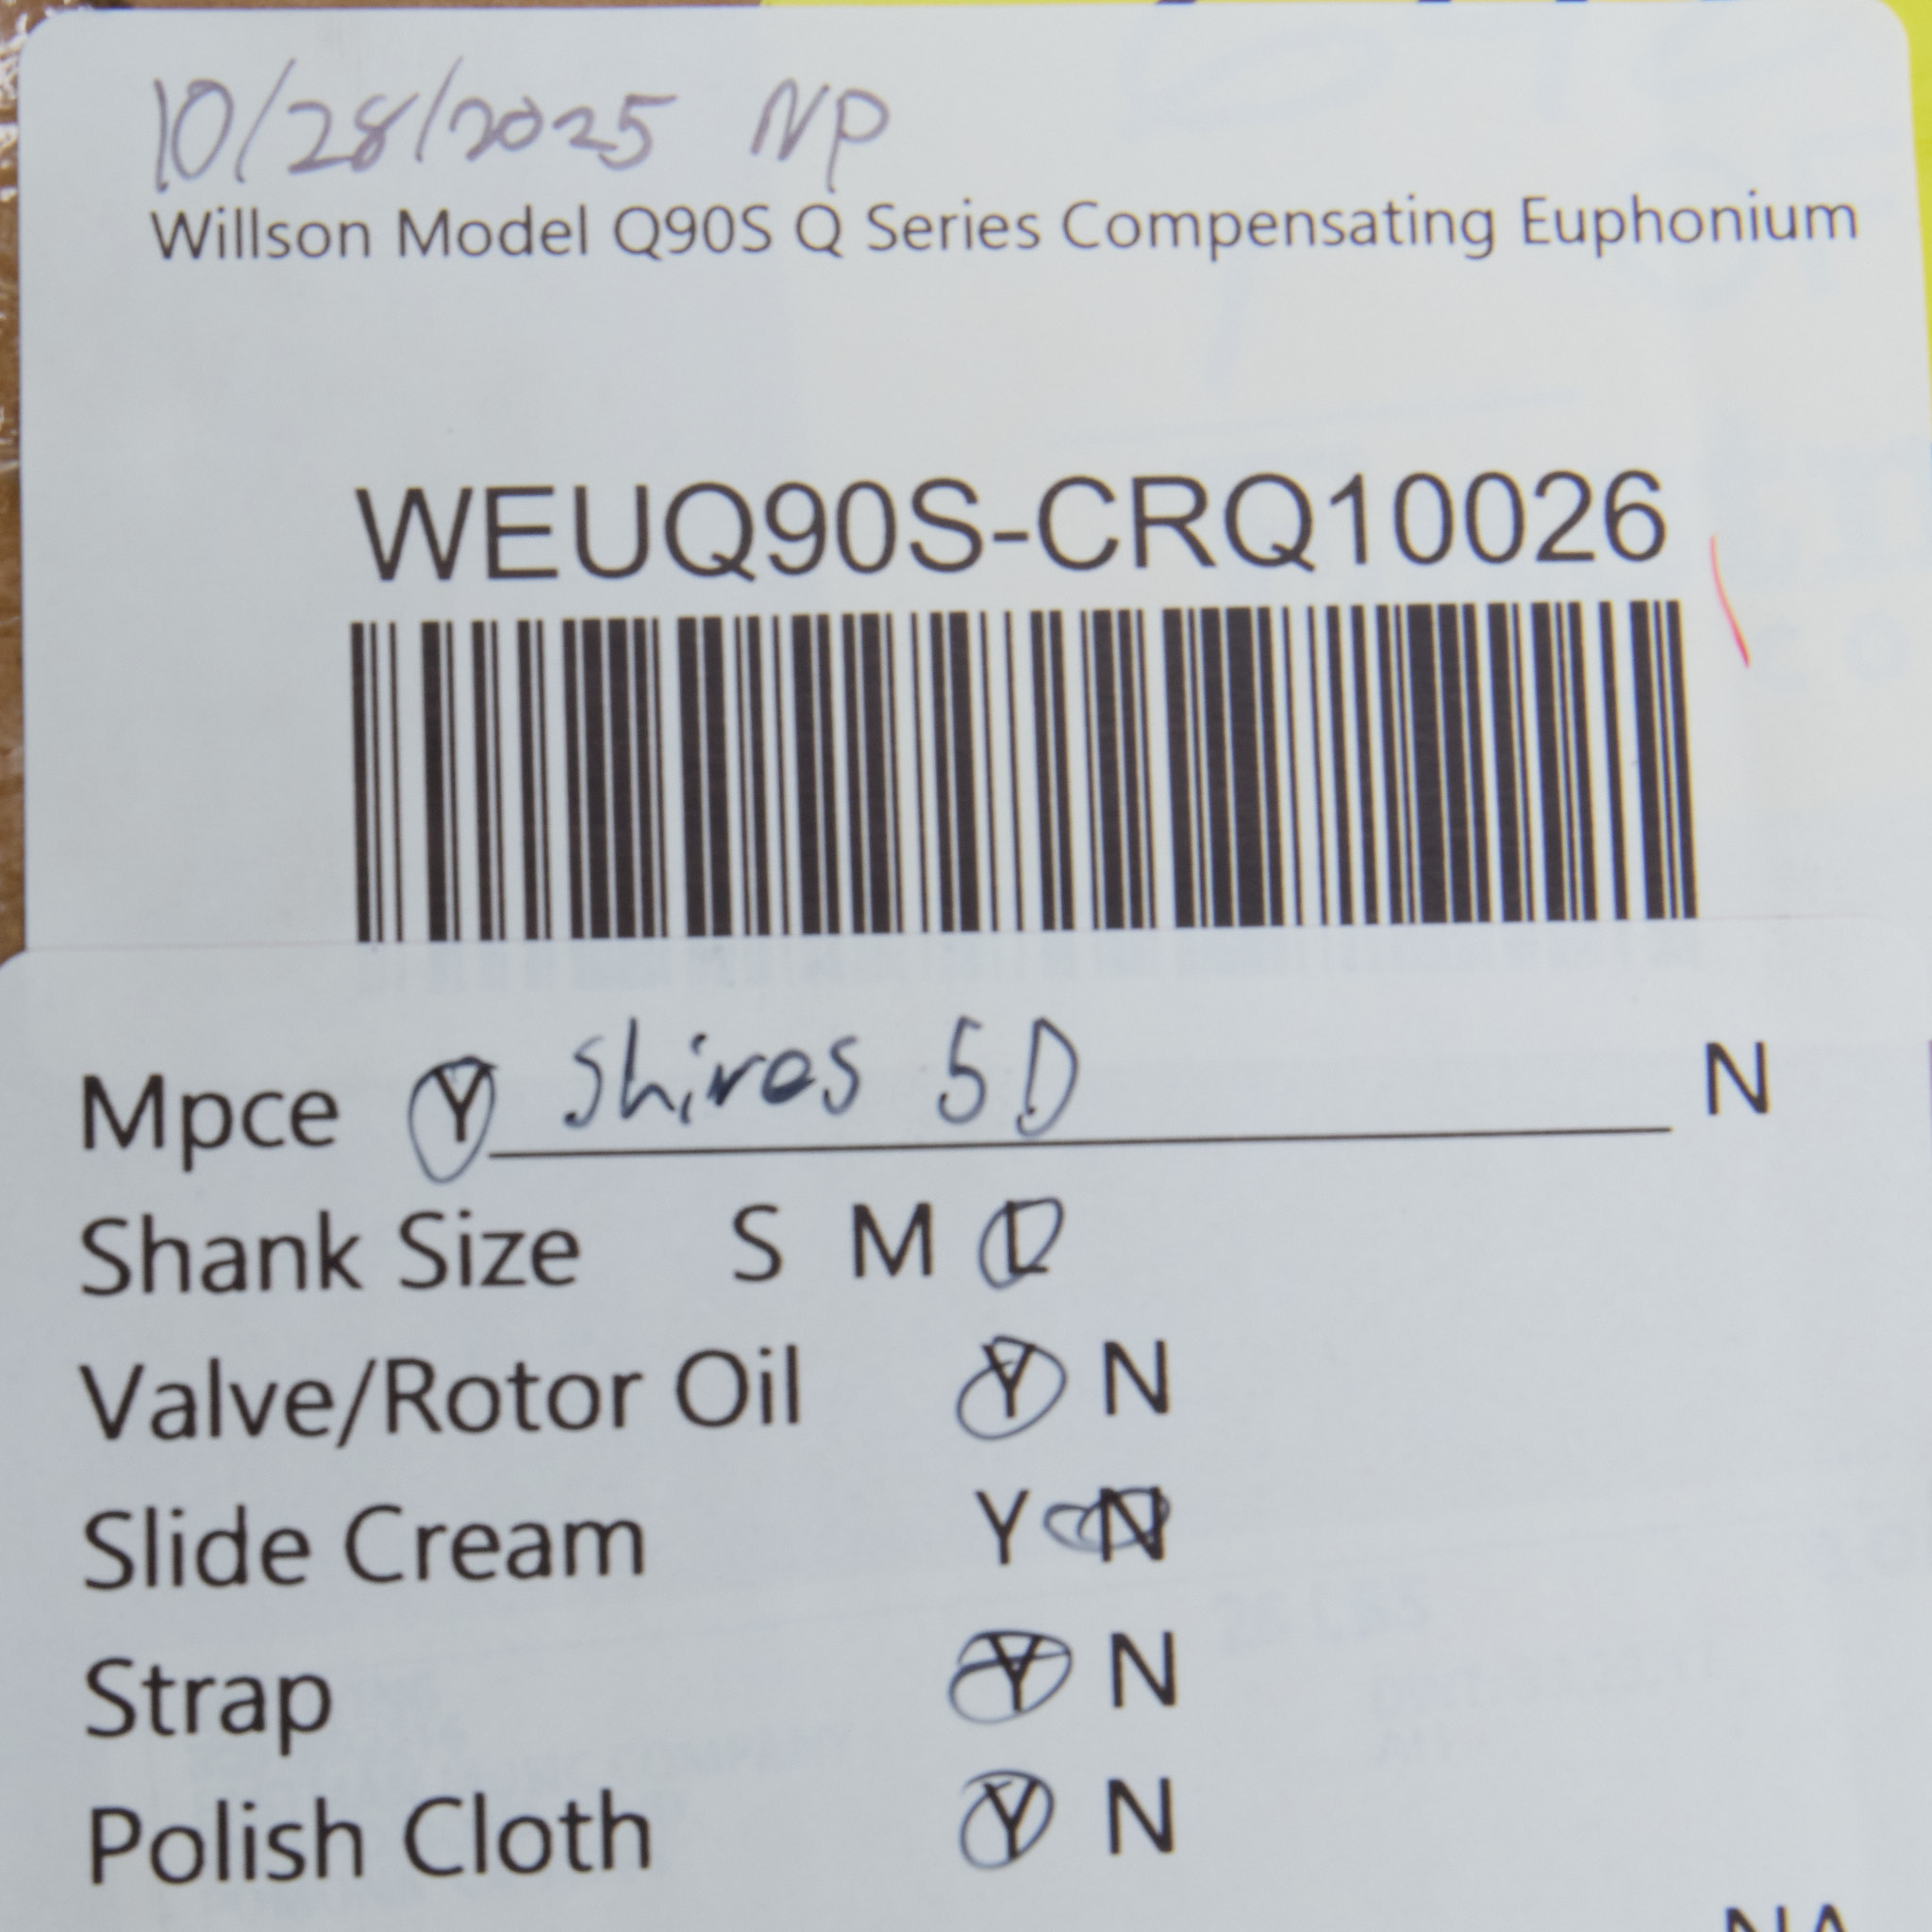 10/28/2025 NP
Willson Model Q90S Q Series Compensating Euphonium
WEUQ90S-CRQ10026
Mpce Y Shires 5D N
Shank Size S M L
Valve/Rotor Oil Y N
Slide Cream Y N
Strap Y N
Polish Cloth Y N
NA